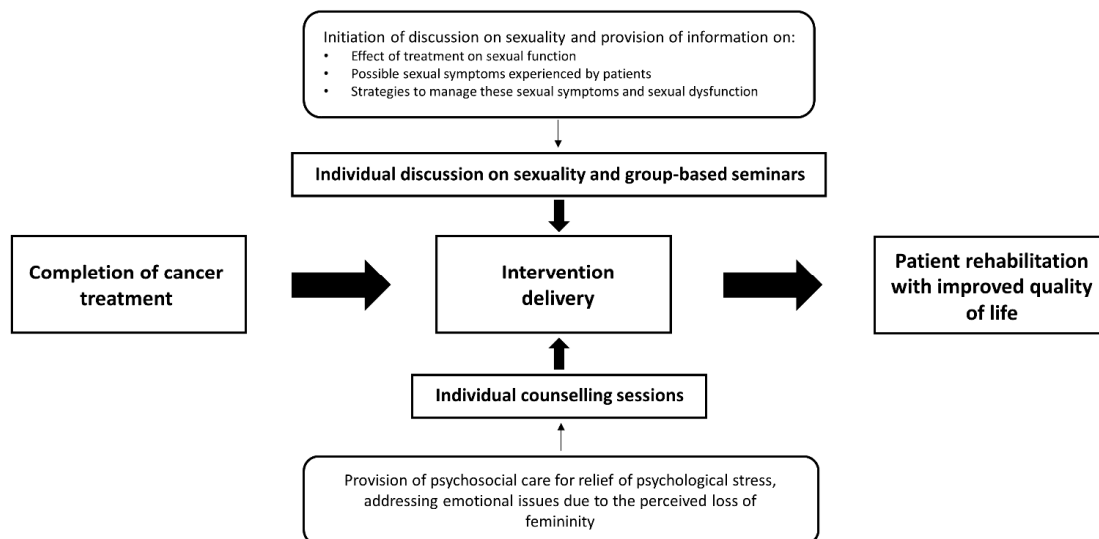 Initiation of discussion on sexuality and provision of information on:
• Effect of treatment on sexual function
• Possible sexual symptoms experienced by patients
• Strategies to manage these sexual symptoms and sexual dysfunction
Individual discussion on sexuality and group-based seminars
Completion of cancer
treatment
Intervention
delivery
Patient rehabilitation
with improved quality
of life
Individual counselling sessions
Provision of psychosocial care for relief of psychological stress,
addressing emotional issues due to the perceived loss of
femininity